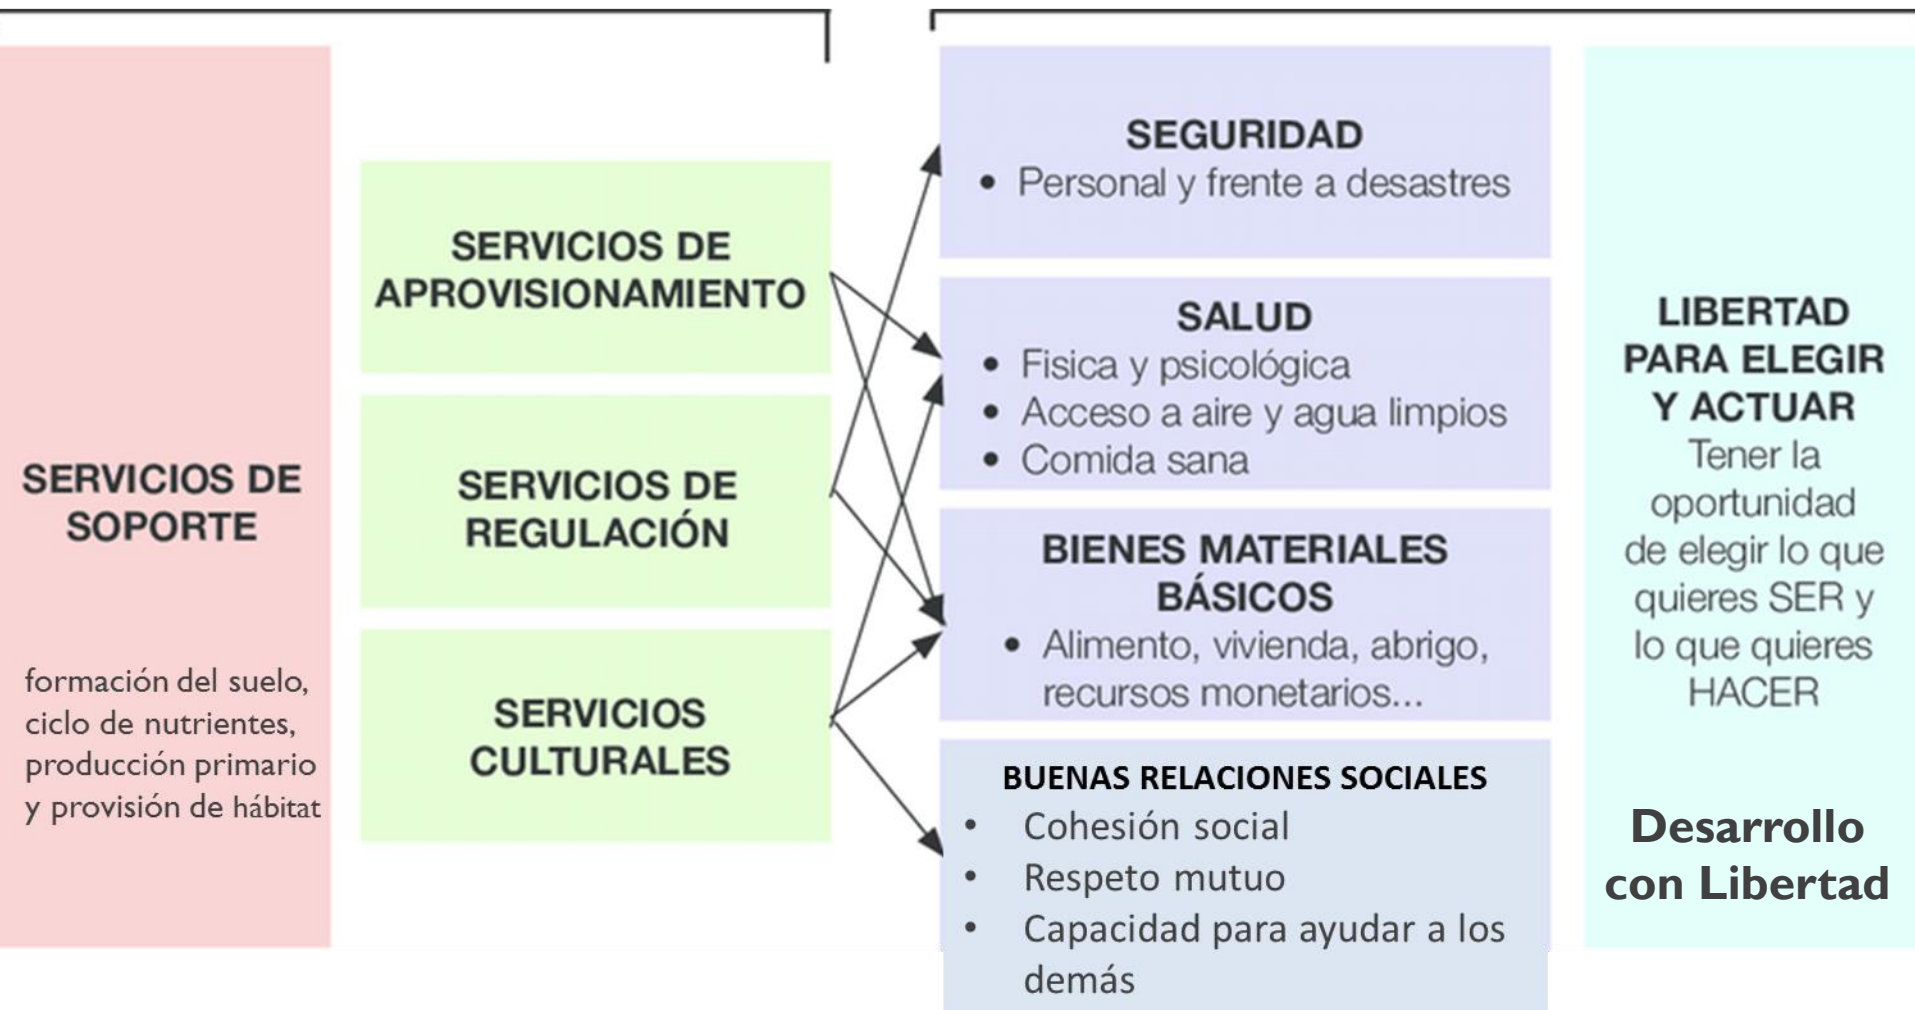 SERVICIOS DE
SOPORTE
formación del suelo,
ciclo de nutrientes,
producción primario
y provisión de hábitat
SERVICIOS DE
APROVISIONAMIENTO
SERVICIOS DE
REGULACIÓN
SERVICIOS
CULTURALES
SEGURIDAD
• Personal y frente a desastres
SALUD
• Fisica y psicológica
• Acceso a aire y agua limpios
• Comida sana
BIENES MATERIALES
BÁSICOS
• Alimento, vivienda, abrigo,
recursos monetarios...
BUENAS RELACIONES SOCIALES
• Cohesión social
• Respeto mutuo
• Capacidad para ayudar a los
demás
LIBERTAD
PARA ELEGIR
Y ACTUAR
Tener la
oportunidad
de elegir lo que
quieres SER y
lo que quieres
HACER
Desarrollo
con Libertad